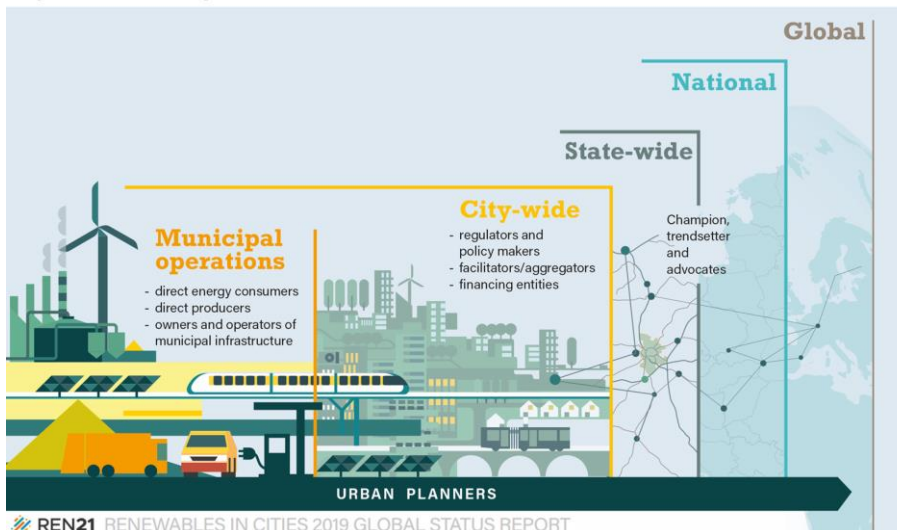 Global
National
State-wide
City-wide
- regulators and
policy makers
- facilitators/aggregators
- financing entities
Champion,
trendsetter
and
advocates
Municipal
operations
- direct energy consumers
- direct producers
- owners and operators of
municipal infrastructure
URBAN PLANNERS
REN21 RENEWABLES IN CITIES 2019 GLOBAL STATUS REPORT